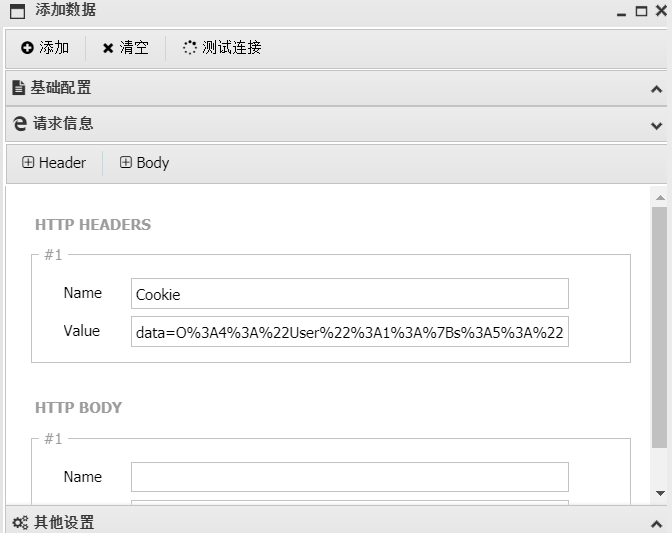 添加数据
添加 清空 测试连接
基础配置
请求信息
Header Body
HTTP HEADERS
#1
Name Cookie
Value data=O%3A4%3A%22User%22%3A1%3A%7Bs%3A5%3A%22
HTTP BODY
#1
Name
其他设置